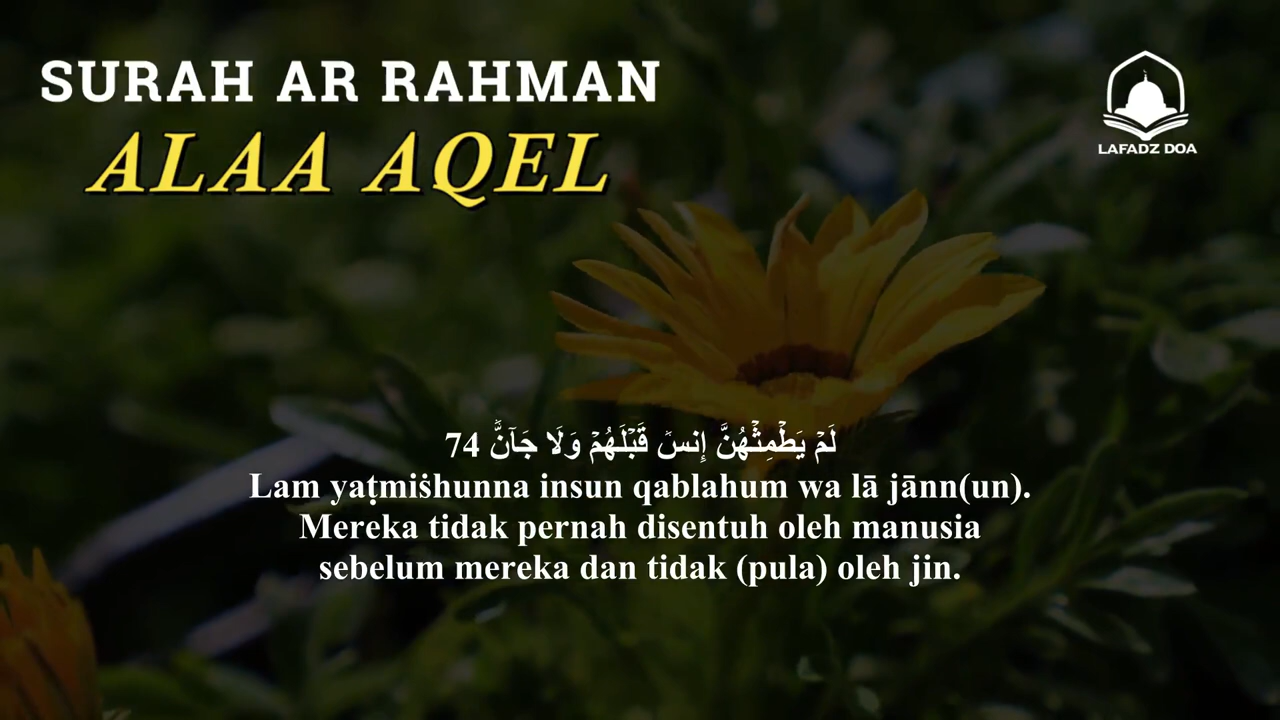 SURAH AR RAHMAN
ALAA AQEL
LAFADZ DOA
لَمْ يَطْمِثْهُنَّ إِنسٌ قَبْلَهُمْ وَلَا جَآنٌّ 74
Lam yaṭmiṡhunna insun qablahum wa lā jānn(un).
Mereka tidak pernah disentuh oleh manusia
sebelum mereka dan tidak (pula) oleh jin.